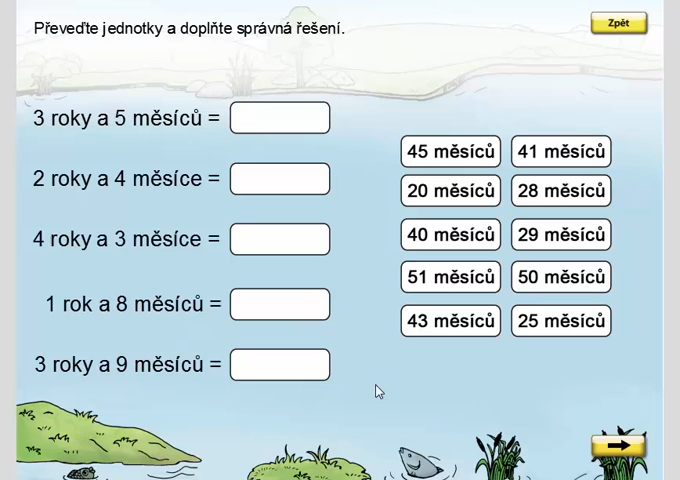 Převeďte jednotky a doplňte správná řešení.
Zpět
3 roky a 5 měsíců =
2 roky a 4 měsíce =
4 roky a 3 měsíce =
1 rok a 8 měsíců =
3 roky a 9 měsíců =
45 měsíců 41 měsíců
20 měsíců 28 měsíců
40 měsíců 29 měsíců
51 měsíců 50 měsíců
43 měsíců 25 měsíců